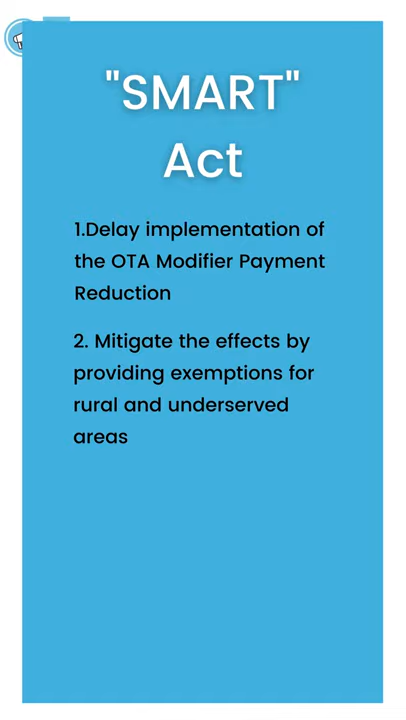 "SMART"
Act
1.Delay implementation of
the OTA Modifier Payment
Reduction
2. Mitigate the effects by
providing exemptions for
rural and underserved
areas